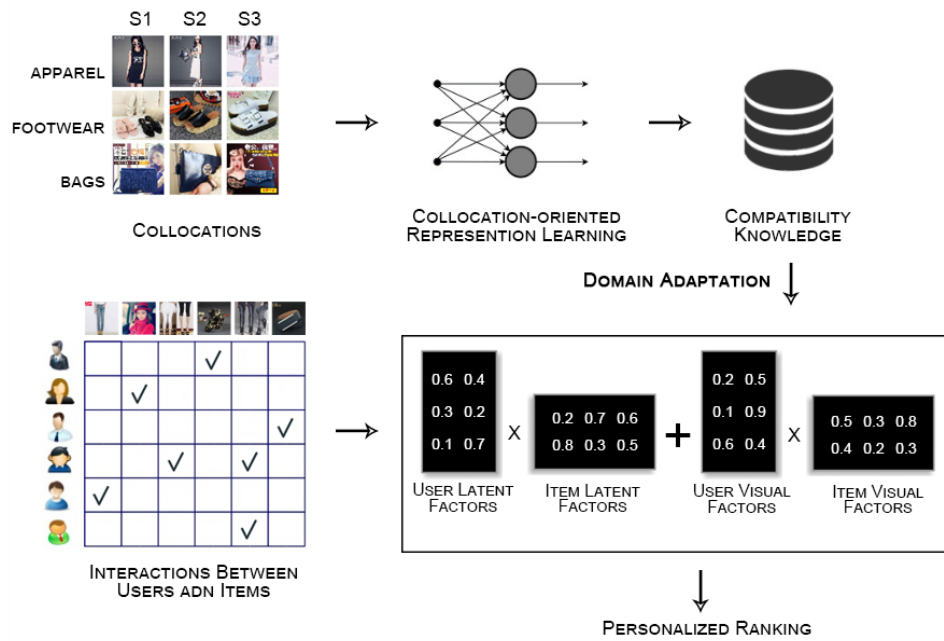 S1 S2 S3
APPAREL
FOOTWEAR
BAGS
COLLOCATIONS
COLLOCATION-ORIENTED
REPRESENTION LEARNING
COMPATIBILITY
KNOWLEDGE
DOMAIN ADAPTATION
INTERACTIONS BETWEEN
USERS ADN ITEMS
0.6 0.4
0.3 0.2
0.1 0.7
X
0.2 0.7 0.6
0.8 0.3 0.5
+
0.2 0.5
0.1 0.9
0.6 0.4
X
0.5 0.3 0.8
0.4 0.2 0.3
USER LATENT
FACTORS
ITEM LATENT
FACTORS
USER VISUAL
FACTORS
ITEM VISUAL
FACTORS
PERSONALIZED RANKING